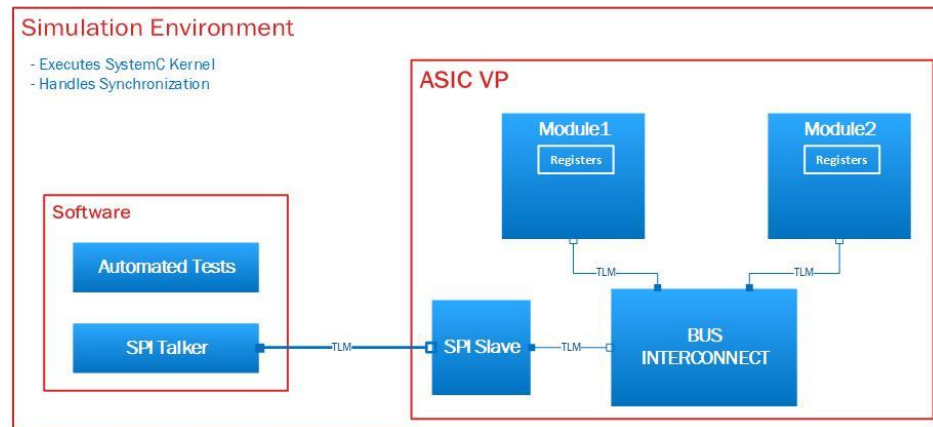 Simulation Environment
- Executes SystemC Kernel
- Handles Synchronization
ASIC VP
Module1
Registers
Module2
Registers
Software
Automated Tests
SPI Talker
TLM
SPI Slave
TLM
TLM
TLM
BUS
INTERCONNECT